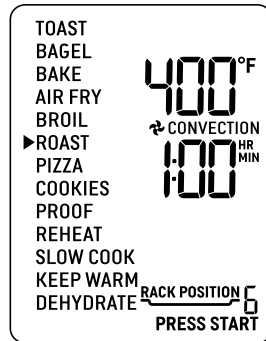 TOAST
BAGEL
BAKE
AIR FRY
BROIL
ROAST
PIZZA
COOKIES
PROOF
REHEAT
SLOW COOK
KEEP WARM
DEHYDRATE
400°F
CONVECTION
1:00 HR MIN
RACK POSITION 6
PRESS START